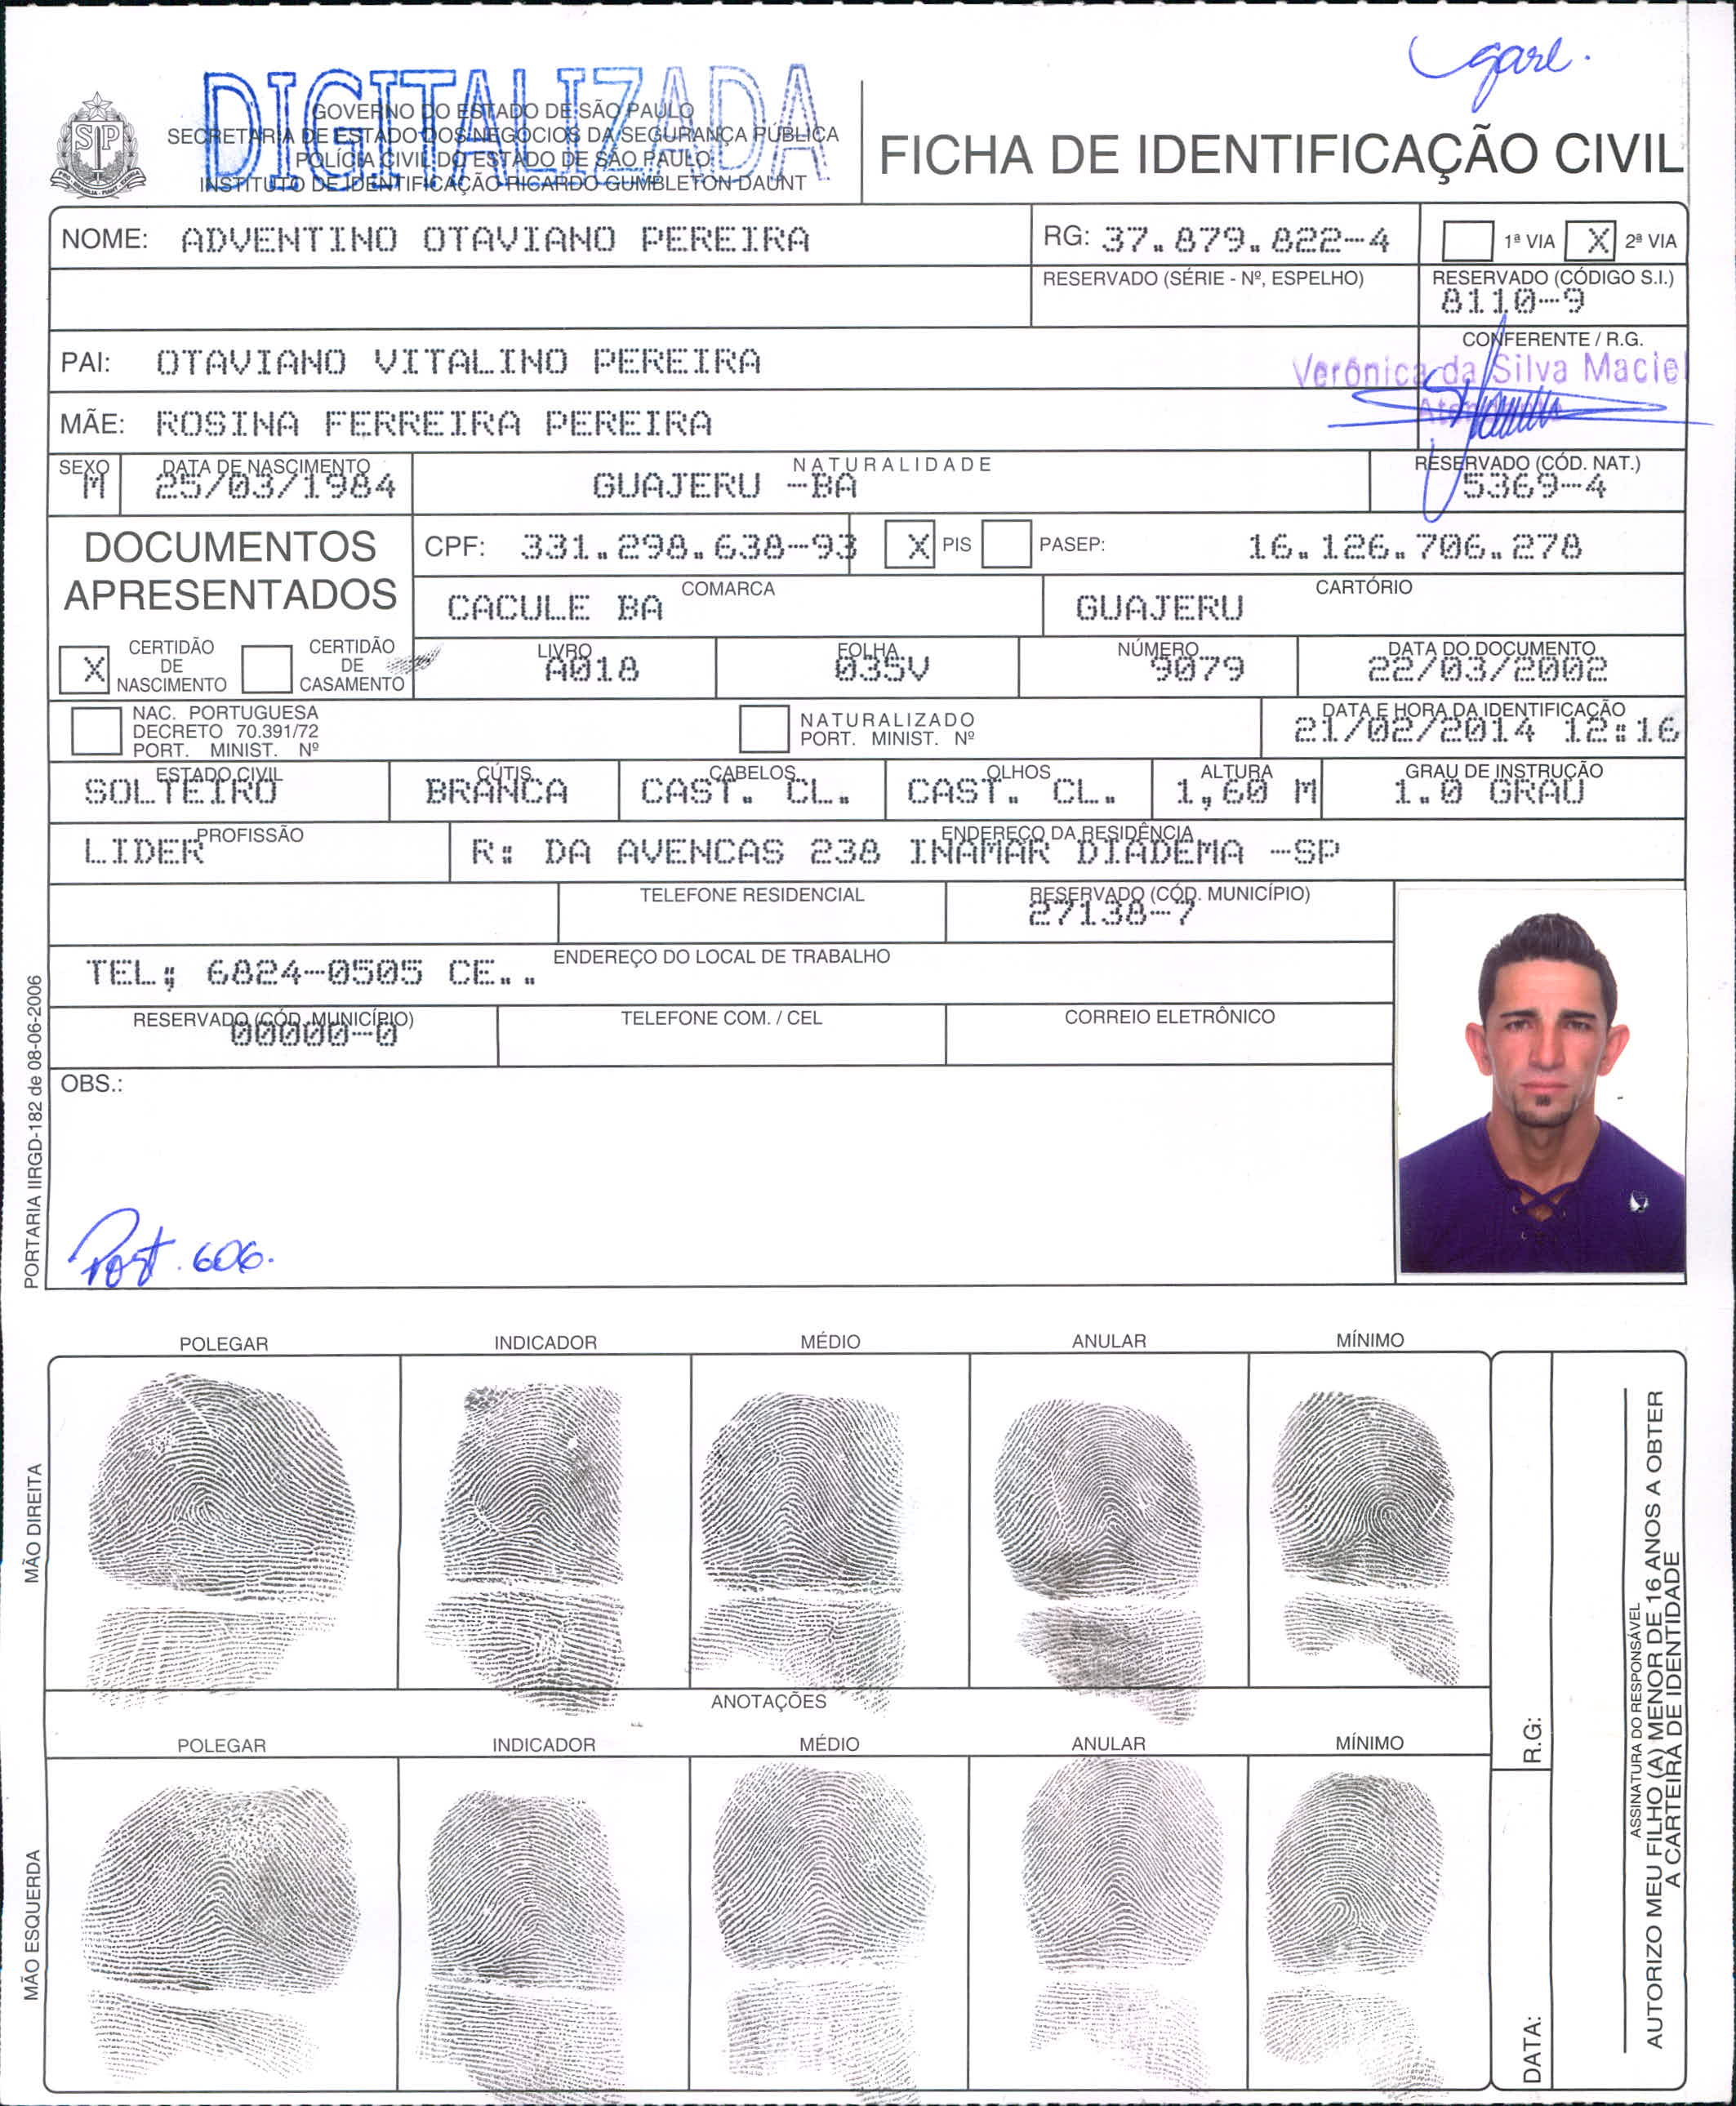 garl.
DIGITALIZADA
GOVERNO DO ESTADO DE SÃO PAULO
SECRETARIA DE ESTADO DOS NEGÓCIOS DA SEGURANÇA PÚBLICA
POLÍCIA CIVIL DO ESTADO DE SÃO PAULO
INSTITUTO DE IDENTIFICAÇÃO RICARDO GUMBLETON DAUNT
FICHA DE IDENTIFICAÇÃO CIVIL
NOME: ADVENTINO OTAVIANO PEREIRA RG: 37.879.822-4 1ª VIA X 2ª VIA
RESERVADO (SÉRIE - Nº, ESPELHO) RESERVADO (CÓDIGO S.I.)
8110-9
CONFERENTE / R.G.
PAI: OTAVIANO VITALINO PEREIRA Verônica da Silva Maciel
MÃE: ROSINA FERREIRA PEREIRA
SEXO DATA DE NASCIMENTO NATURALIDADE RESERVADO (CÓD. NAT.)
M 25/03/1984 GUAJERU -BA 5369-4
DOCUMENTOS APRESENTADOS
CPF: 331.298.638-93 X PIS PASEP: 16.126.706.278
COMARCA CARTÓRIO
CACULE BA GUAJERU
X CERTIDÃO DE NASCIMENTO CERTIDÃO DE CASAMENTO
LIVRO FOLHA NÚMERO DATA DO DOCUMENTO
A018 035V 9079 22/03/2002
NAC. PORTUGUESA
DECRETO 70.391/72
PORT. MINIST. Nº
NATURALIZADO
PORT. MINIST. Nº
DATA E HORA DA IDENTIFICAÇÃO
21/02/2014 12:16
ESTADO CIVIL CÚTIS CABELOS OLHOS ALTURA GRAU DE INSTRUÇÃO
SOLTEIRO BRANCA CAST. CL. CAST. CL. 1,60 M 1.0 GRAU
PROFISSÃO ENDEREÇO DA RESIDÊNCIA
LIDER R: DA AVENCAS 238 INAMAR DIADEMA -SP
TELEFONE RESIDENCIAL RESERVADO (CÓD. MUNICÍPIO)
27138-7
ENDEREÇO DO LOCAL DE TRABALHO
TEL; 6824-0505 CE..
RESERVADO (CÓD. MUNICÍPIO) TELEFONE COM. / CEL CORREIO ELETRÔNICO
00000-0
OBS.:
Port. 606.
PORTARIA IIRGD-182 de 08-06-2006
POLEGAR INDICADOR MÉDIO ANULAR MÍNIMO
MÃO DIREITA
ANOTAÇÕES
POLEGAR INDICADOR MÉDIO ANULAR MÍNIMO
MÃO ESQUERDA
R.G.:
DATA:
ASSINATURA DO RESPONSÁVEL
AUTORIZO MEU FILHO (A) MENOR DE 16 ANOS A OBTER
A CARTEIRA DE IDENTIDADE